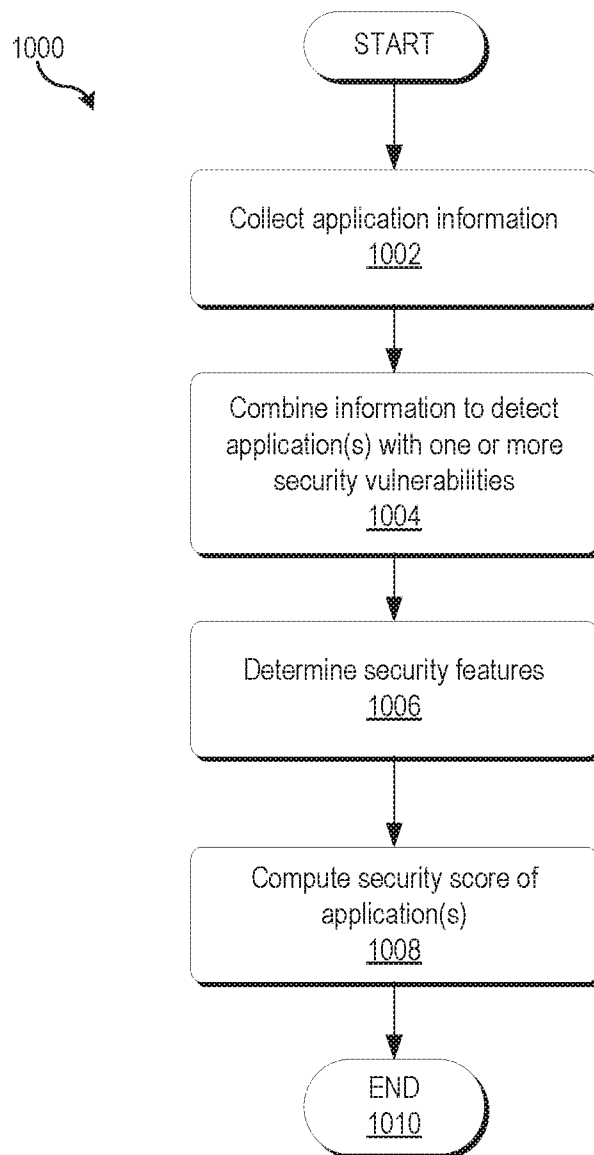 1000
START
Collect application information
1002
Combine information to detect
application(s) with one or more
security vulnerabilities
1004
Determine security features
1006
Compute security score of
application(s)
1008
END
1010